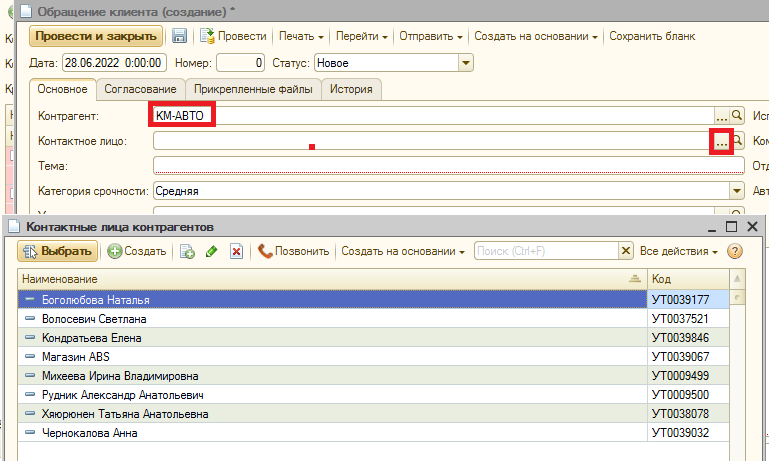 Обращение клиента (создание) *
Провести и закрыть Провести Печать Перейти Отправить Создать на основании Сохранить бланк
Ке
Дата: 28.06.2022 0:00:00 Номер: 0 Статус: Новое
Основное Согласование Прикрепленные файлы История
Контрагент: КМ-АВТО ... Исп
Контактное лицо: ... Ком
Тема: Отд
Категория срочности: Средняя Авт
Контактные лица контрагентов
Выбрать Создать Позвонить Создать на основании Поиск (Ctrl+F) Все действия ?
Наименование Код
Боголюбова Наталья УТ0039177
Волосевич Светлана УТ0037521
Кондратьева Елена УТ0039846
Магазин ABS УТ0039067
Михеева Ирина Владимировна УТ0009499
Рудник Александр Анатольевич УТ0009500
Хяюрюнен Татьяна Анатольевна УТ0038078
Чернокалова Анна УТ0039032